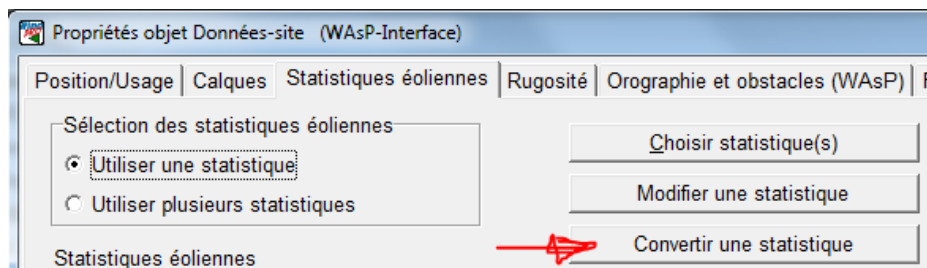 Propriétés objet Données-site (WAsP-Interface)
Position/Usage Calques Statistiques éoliennes Rugosité Orographie et obstacles (WAsP)
Sélection des statistiques éoliennes
Utiliser une statistique
Utiliser plusieurs statistiques
Choisir statistique(s)
Modifier une statistique
Convertir une statistique
Statistiques éoliennes